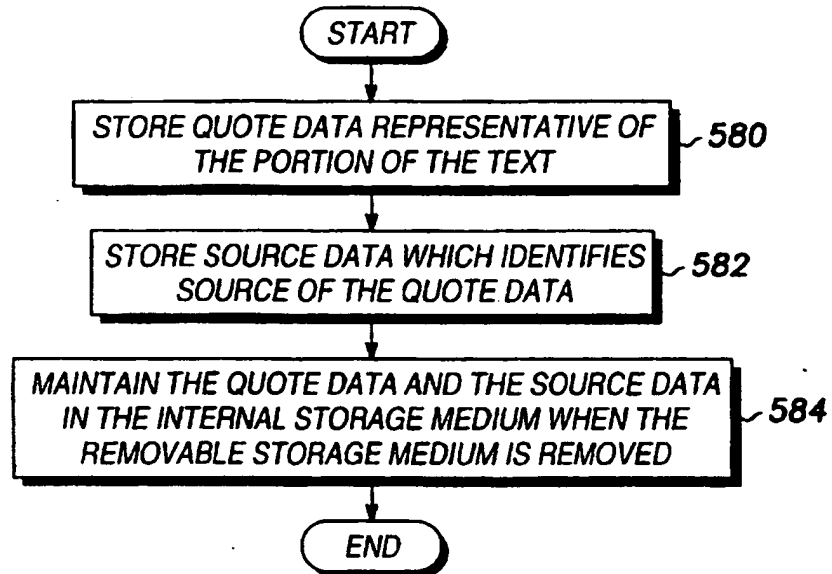 START
STORE QUOTE DATA REPRESENTATIVE OF
THE PORTION OF THE TEXT
580
STORE SOURCE DATA WHICH IDENTIFIES
SOURCE OF THE QUOTE DATA
582
MAINTAIN THE QUOTE DATA AND THE SOURCE DATA
IN THE INTERNAL STORAGE MEDIUM WHEN THE
REMOVABLE STORAGE MEDIUM IS REMOVED
584
END